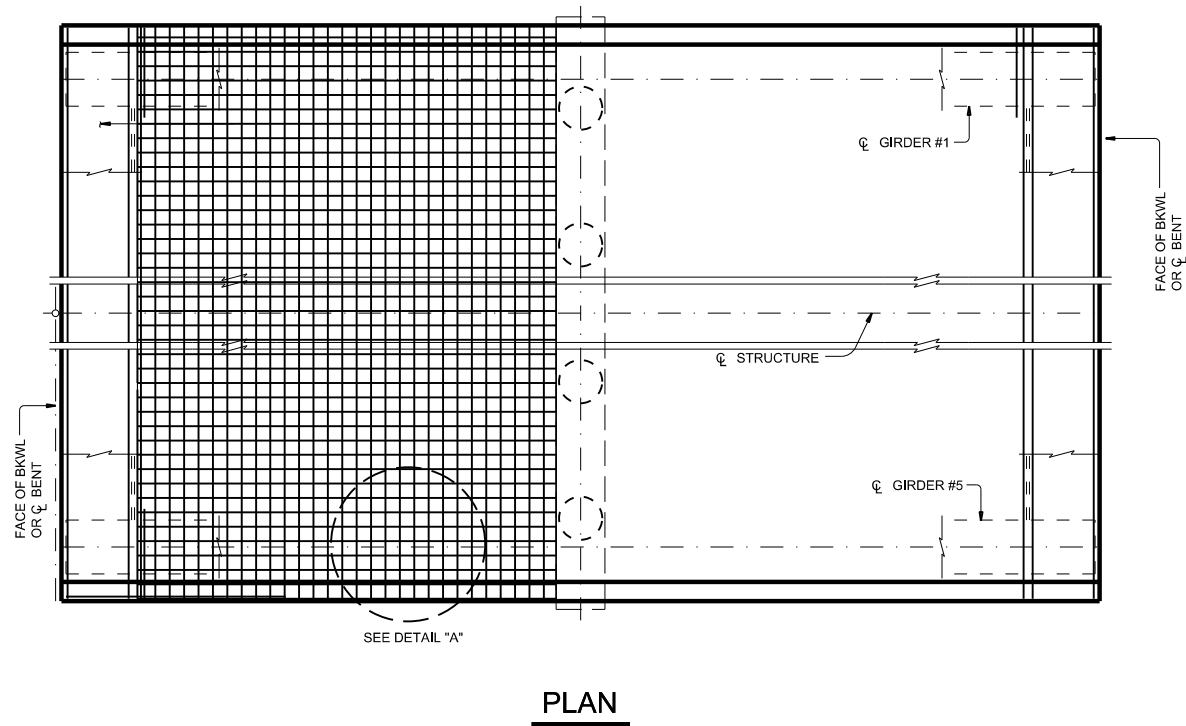 ℄ GIRDER #1
FACE OF BKWL
OR ℄ BENT
℄ STRUCTURE
FACE OF BKWL
OR ℄ BENT
℄ GIRDER #5
SEE DETAIL "A"
PLAN